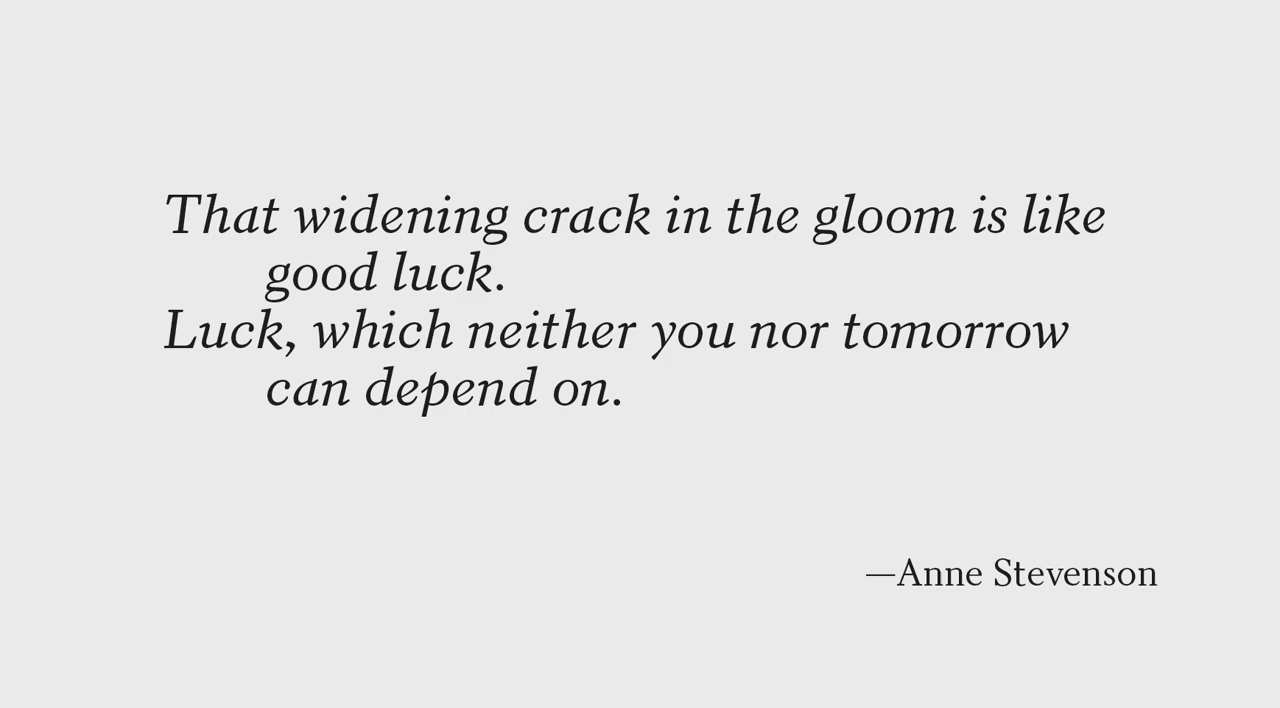 That widening crack in the gloom is like
good luck.
Luck, which neither you nor tomorrow
can depend on.
—Anne Stevenson